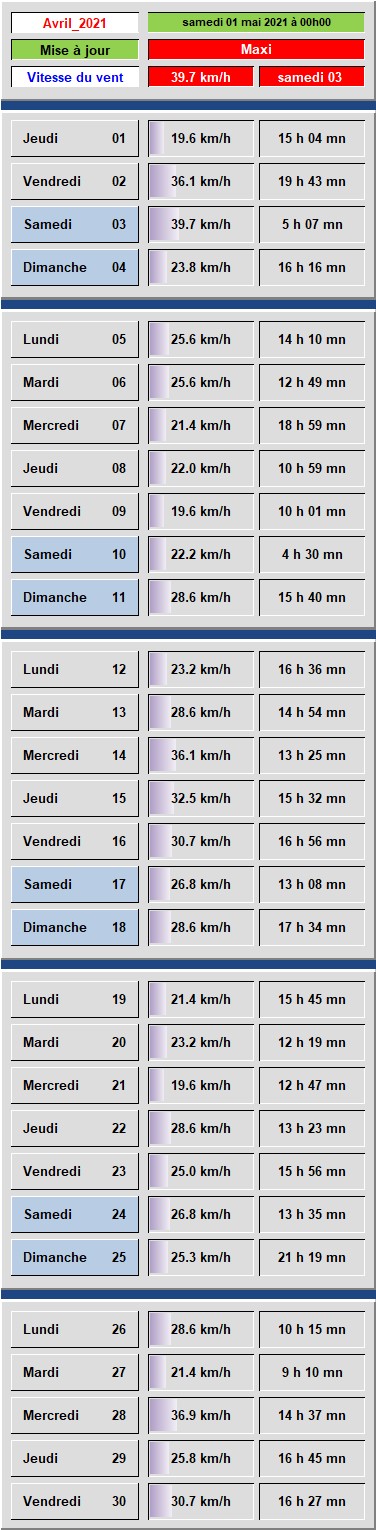 Avril_2021 samedi 01 mai 2021 à 00h00
Mise à jour Maxi
Vitesse du vent 39.7 km/h samedi 03
Jeudi 01 19.6 km/h 15 h 04 mn
Vendredi 02 36.1 km/h 19 h 43 mn
Samedi 03 39.7 km/h 5 h 07 mn
Dimanche 04 23.8 km/h 16 h 16 mn
Lundi 05 25.6 km/h 14 h 10 mn
Mardi 06 25.6 km/h 12 h 49 mn
Mercredi 07 21.4 km/h 18 h 59 mn
Jeudi 08 22.0 km/h 10 h 59 mn
Vendredi 09 19.6 km/h 10 h 01 mn
Samedi 10 22.2 km/h 4 h 30 mn
Dimanche 11 28.6 km/h 15 h 40 mn
Lundi 12 23.2 km/h 16 h 36 mn
Mardi 13 28.6 km/h 14 h 54 mn
Mercredi 14 36.1 km/h 13 h 25 mn
Jeudi 15 32.5 km/h 15 h 32 mn
Vendredi 16 30.7 km/h 16 h 56 mn
Samedi 17 26.8 km/h 13 h 08 mn
Dimanche 18 28.6 km/h 17 h 34 mn
Lundi 19 21.4 km/h 15 h 45 mn
Mardi 20 23.2 km/h 12 h 19 mn
Mercredi 21 19.6 km/h 12 h 47 mn
Jeudi 22 28.6 km/h 13 h 23 mn
Vendredi 23 25.0 km/h 15 h 56 mn
Samedi 24 26.8 km/h 13 h 35 mn
Dimanche 25 25.3 km/h 21 h 19 mn
Lundi 26 28.6 km/h 10 h 15 mn
Mardi 27 21.4 km/h 9 h 10 mn
Mercredi 28 36.9 km/h 14 h 37 mn
Jeudi 29 25.8 km/h 16 h 45 mn
Vendredi 30 30.7 km/h 16 h 27 mn